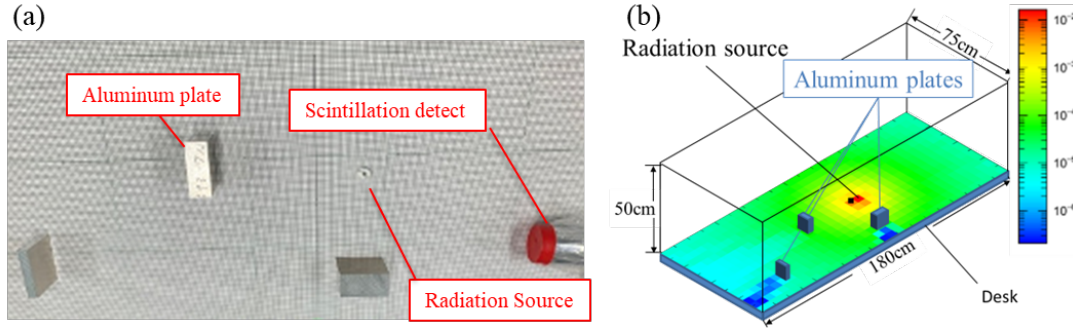 (a)
Aluminum plate
Scintillation detect
Radiation Source
(b)
Radiation source
Aluminum plates
75cm
50cm
180cm
Desk